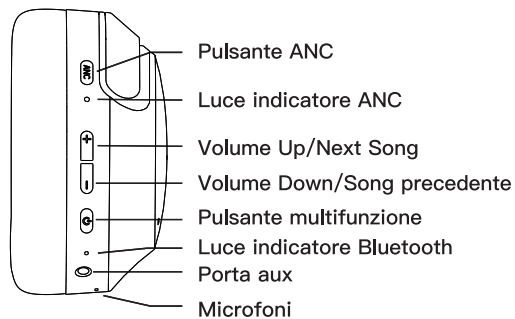 ANC
Pulsante ANC
Luce indicatore ANC
+
Volume Up/Next Song
−
Volume Down/Song precedente
Pulsante multifunzione
Luce indicatore Bluetooth
Porta aux
Microfoni